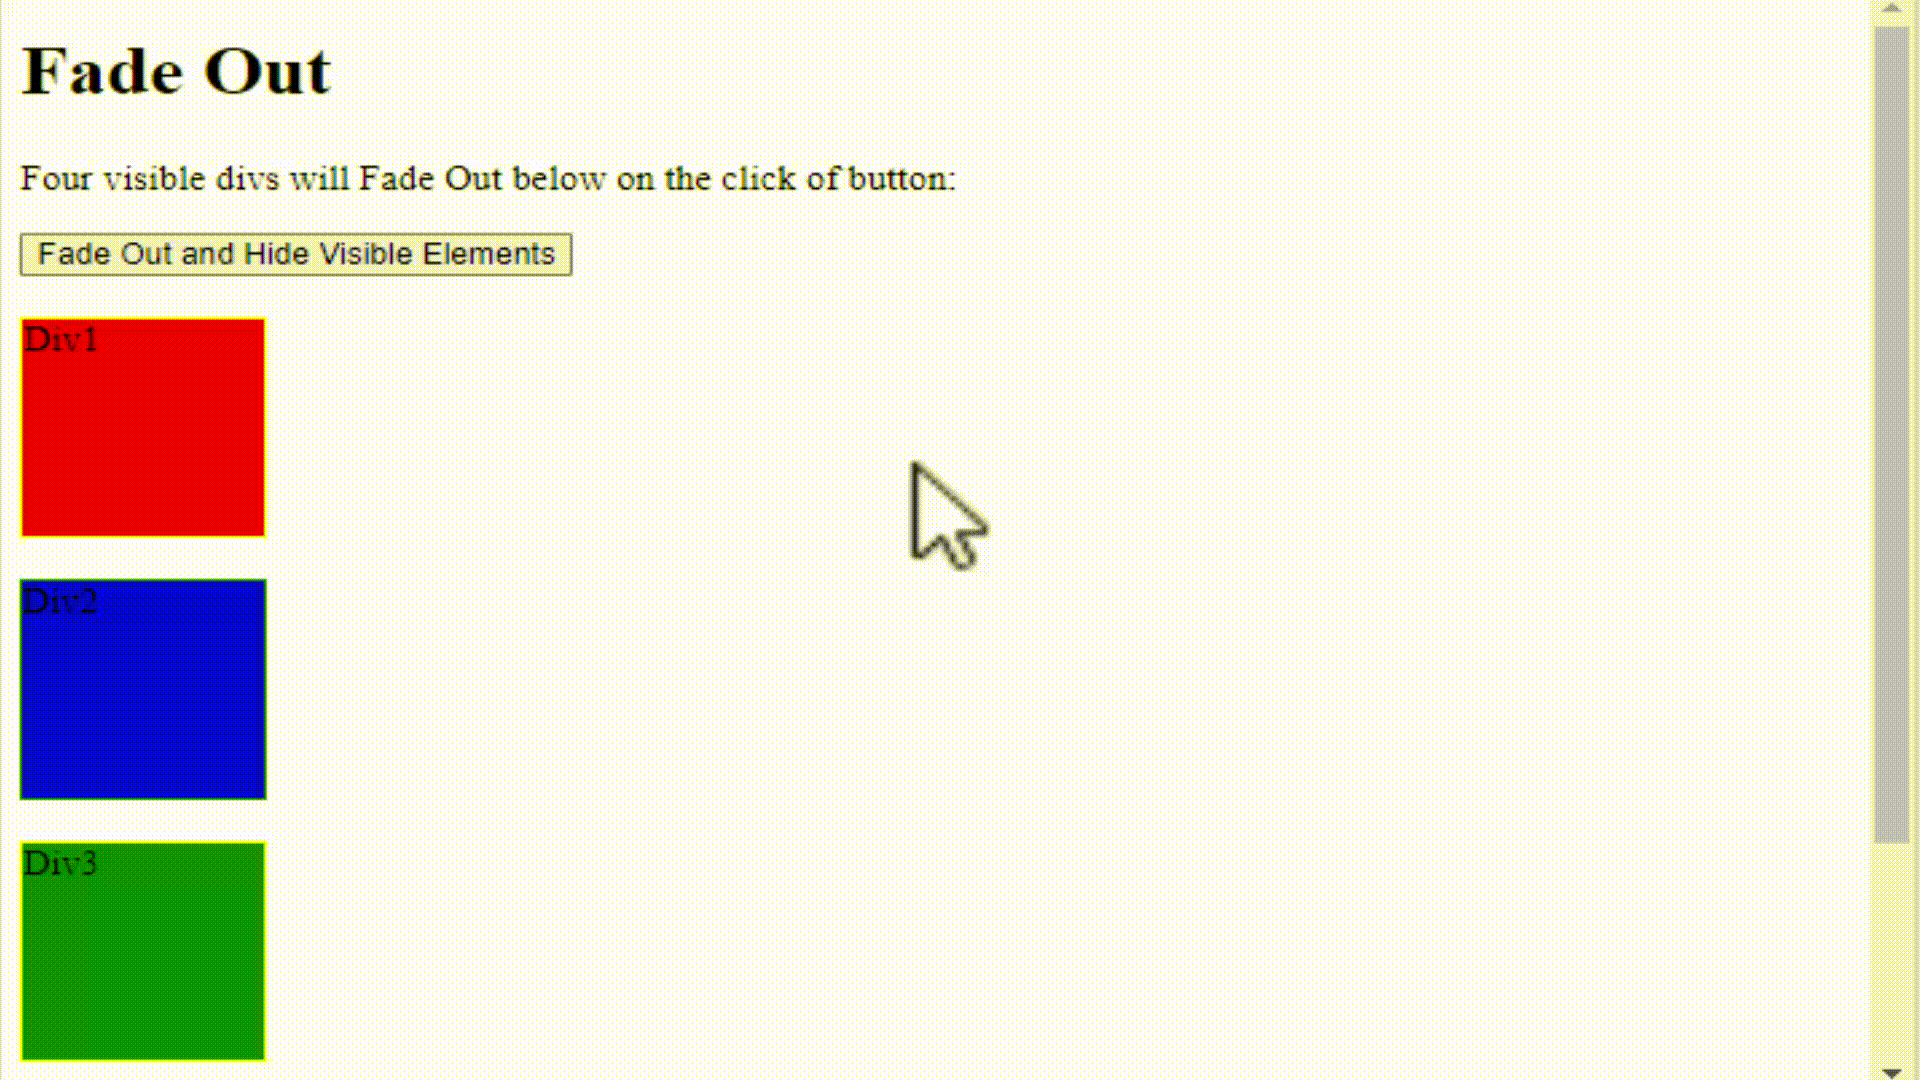 Fade Out
Four visible divs will Fade Out below on the click of button:
Fade Out and Hide Visible Elements
Div1
Div2
Div3